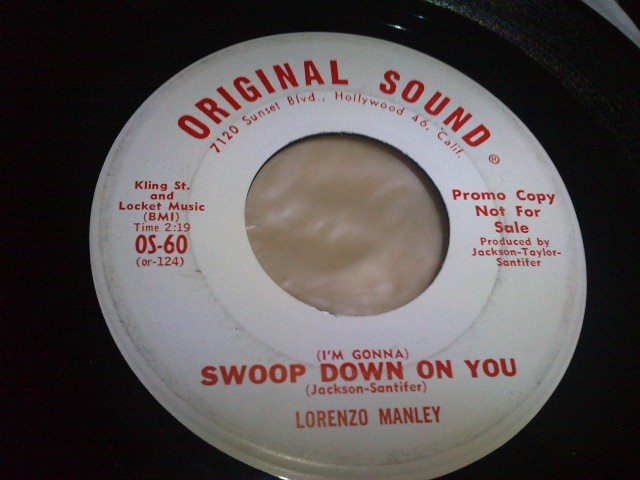 ORIGINAL SOUND®
7120 Sunset Blvd., Hollywood 46, Calif.
Kling St.
and
Locket Music
(BMI)
Time 2:19
OS-60
(or-124)
Promo Copy
Not For
Sale
Produced by
Jackson-Taylor-
Santifer
(I'M GONNA)
SWOOP DOWN ON YOU
(Jackson-Santifer)
LORENZO MANLEY